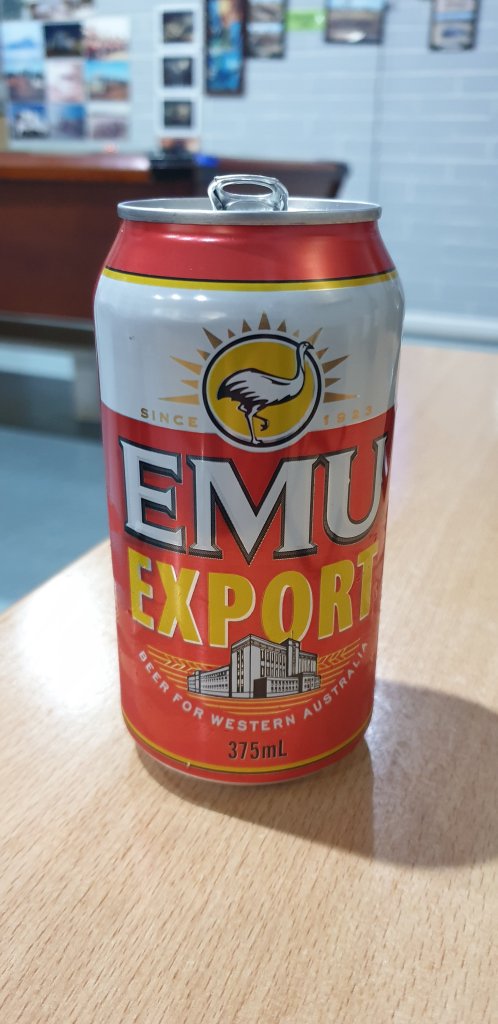 SINCE 1923
EMU
EXPORT
BEER FOR WESTERN AUSTRALIA
375mL